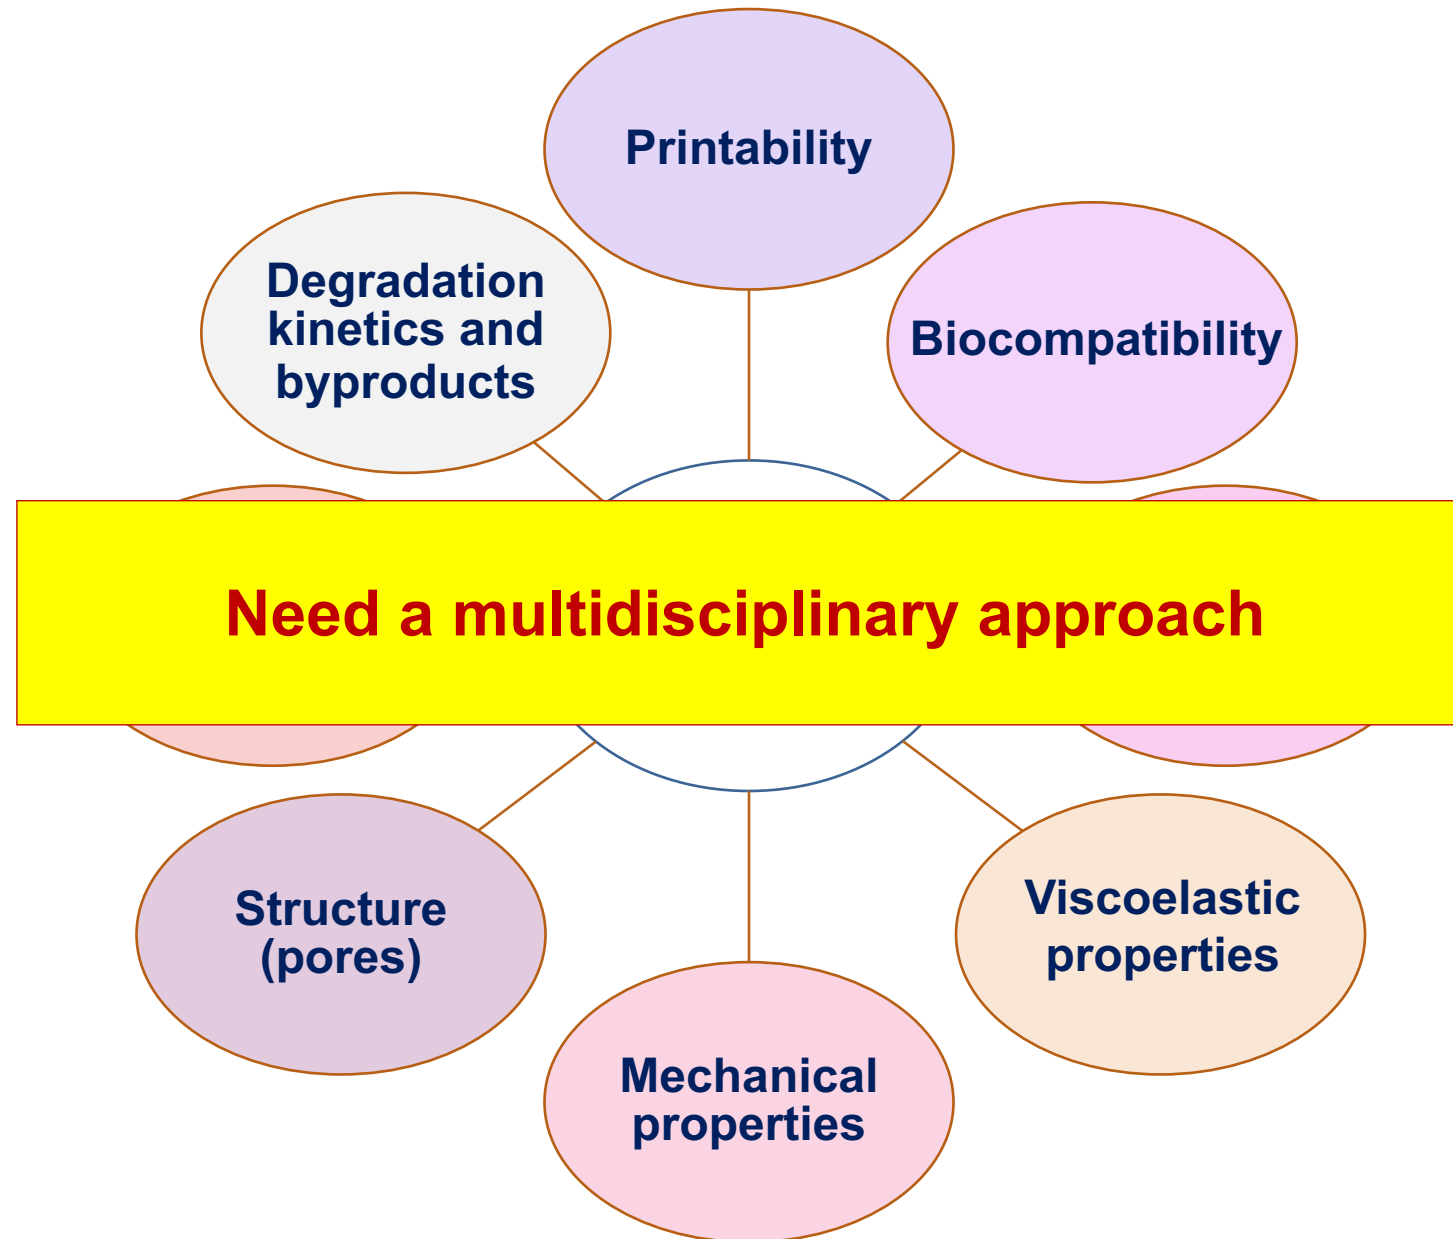 Printability
Degradation
kinetics and
byproducts
Biocompatibility
Need a multidisciplinary approach
Structure
(pores)
Viscoelastic
properties
Mechanical
properties